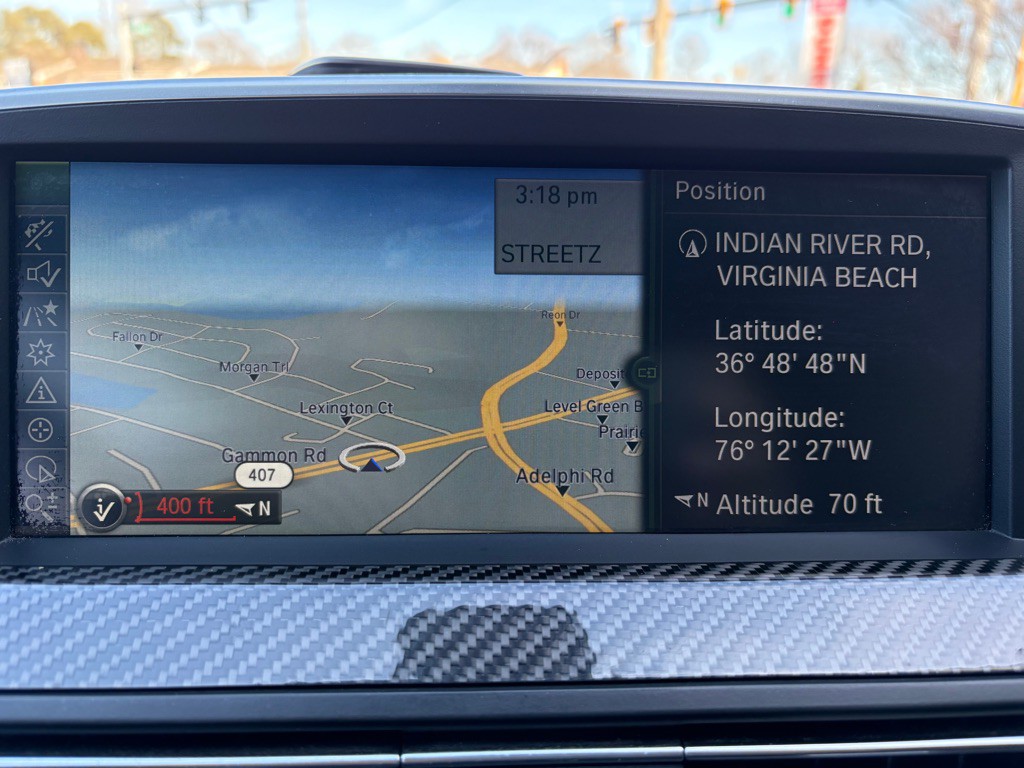 3:18 pm
STREETZ
Position
INDIAN RIVER RD,
VIRGINIA BEACH
Latitude:
36° 48' 48"N
Longitude:
76° 12' 27"W
N Altitude 70 ft
Reon Dr
Fallon Dr
Morgan Trl
Deposit
Lexington Ct
Level Green B
Prairi
Gammon Rd
407
Adelphi Rd
400 ft
N